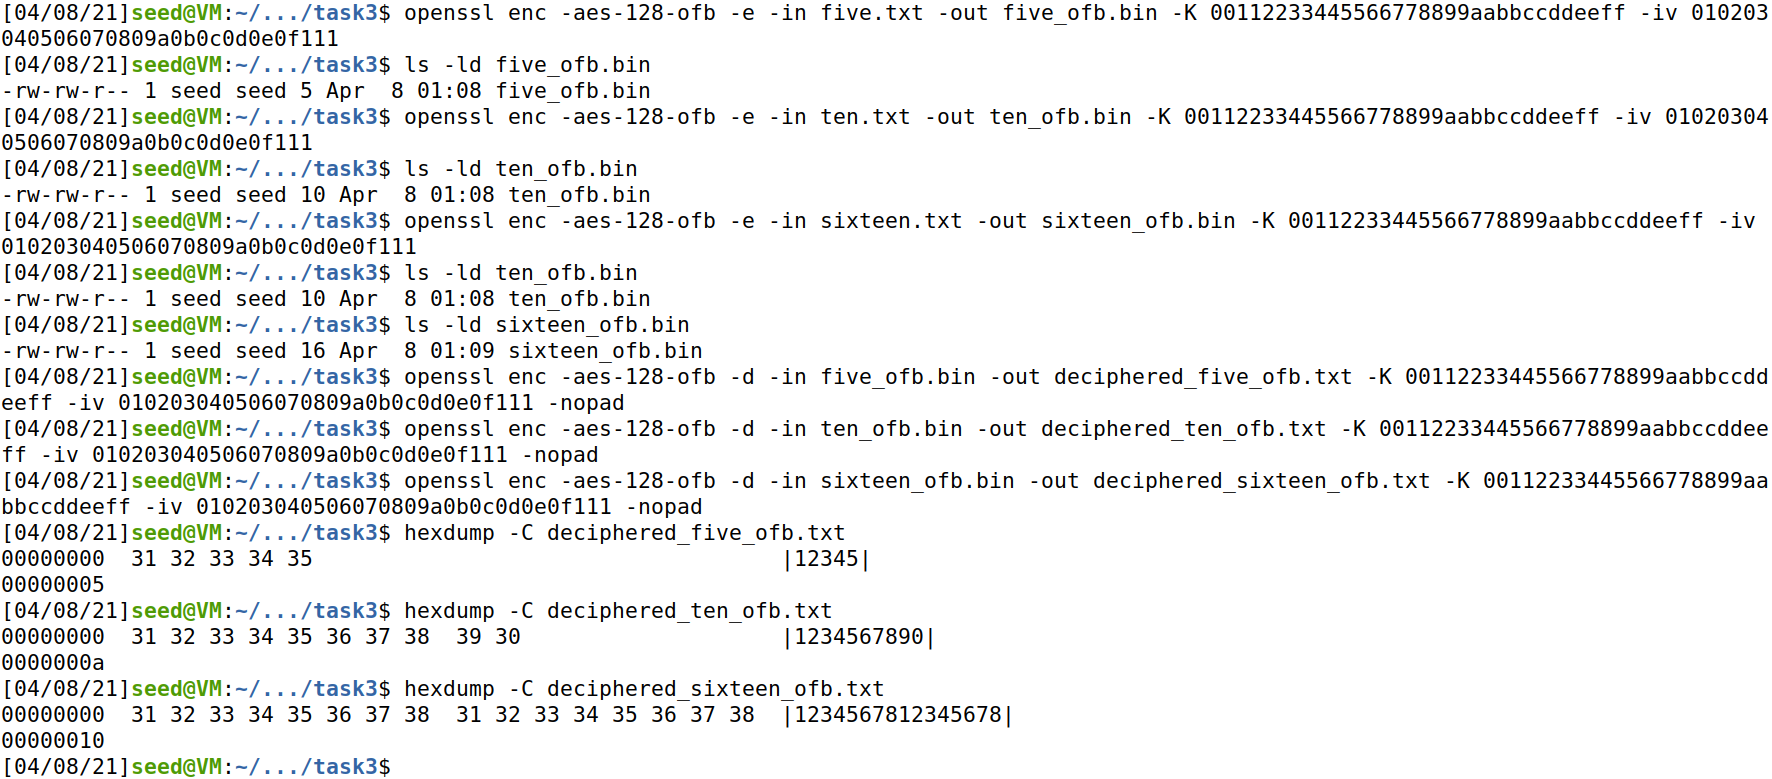 [04/08/21]seed@VM:~/.../task3$ openssl enc -aes-128-ofb -e -in five.txt -out five_ofb.bin -K 00112233445566778899aabbccddeeff -iv 010203
040506070809a0b0c0d0e0f111
[04/08/21]seed@VM:~/.../task3$ ls -ld five_ofb.bin
-rw-rw-r-- 1 seed seed 5 Apr  8 01:08 five_ofb.bin
[04/08/21]seed@VM:~/.../task3$ openssl enc -aes-128-ofb -e -in ten.txt -out ten_ofb.bin -K 00112233445566778899aabbccddeeff -iv 01020304
0506070809a0b0c0d0e0f111
[04/08/21]seed@VM:~/.../task3$ ls -ld ten_ofb.bin
-rw-rw-r-- 1 seed seed 10 Apr  8 01:08 ten_ofb.bin
[04/08/21]seed@VM:~/.../task3$ openssl enc -aes-128-ofb -e -in sixteen.txt -out sixteen_ofb.bin -K 00112233445566778899aabbccddeeff -iv
010203040506070809a0b0c0d0e0f111
[04/08/21]seed@VM:~/.../task3$ ls -ld ten_ofb.bin
-rw-rw-r-- 1 seed seed 10 Apr  8 01:08 ten_ofb.bin
[04/08/21]seed@VM:~/.../task3$ ls -ld sixteen_ofb.bin
-rw-rw-r-- 1 seed seed 16 Apr  8 01:09 sixteen_ofb.bin
[04/08/21]seed@VM:~/.../task3$ openssl enc -aes-128-ofb -d -in five_ofb.bin -out deciphered_five_ofb.txt -K 00112233445566778899aabbccdd
eeff -iv 010203040506070809a0b0c0d0e0f111 -nopad
[04/08/21]seed@VM:~/.../task3$ openssl enc -aes-128-ofb -d -in ten_ofb.bin -out deciphered_ten_ofb.txt -K 00112233445566778899aabbccddee
ff -iv 010203040506070809a0b0c0d0e0f111 -nopad
[04/08/21]seed@VM:~/.../task3$ openssl enc -aes-128-ofb -d -in sixteen_ofb.bin -out deciphered_sixteen_ofb.txt -K 00112233445566778899aa
bbccddeeff -iv 010203040506070809a0b0c0d0e0f111 -nopad
[04/08/21]seed@VM:~/.../task3$ hexdump -C deciphered_five_ofb.txt
00000000  31 32 33 34 35                                    |12345|
00000005
[04/08/21]seed@VM:~/.../task3$ hexdump -C deciphered_ten_ofb.txt
00000000  31 32 33 34 35 36 37 38  39 30                    |1234567890|
0000000a
[04/08/21]seed@VM:~/.../task3$ hexdump -C deciphered_sixteen_ofb.txt
00000000  31 32 33 34 35 36 37 38  31 32 33 34 35 36 37 38  |1234567812345678|
00000010
[04/08/21]seed@VM:~/.../task3$